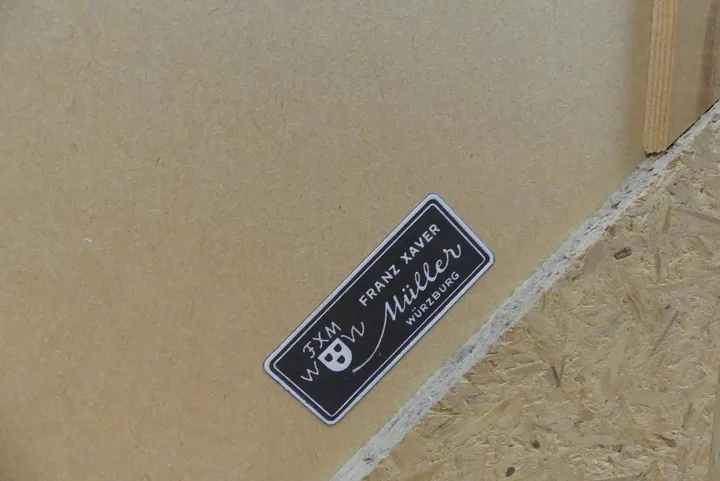 FXM
W W
FRANZ XAVER
Müller
WÜRZBURG